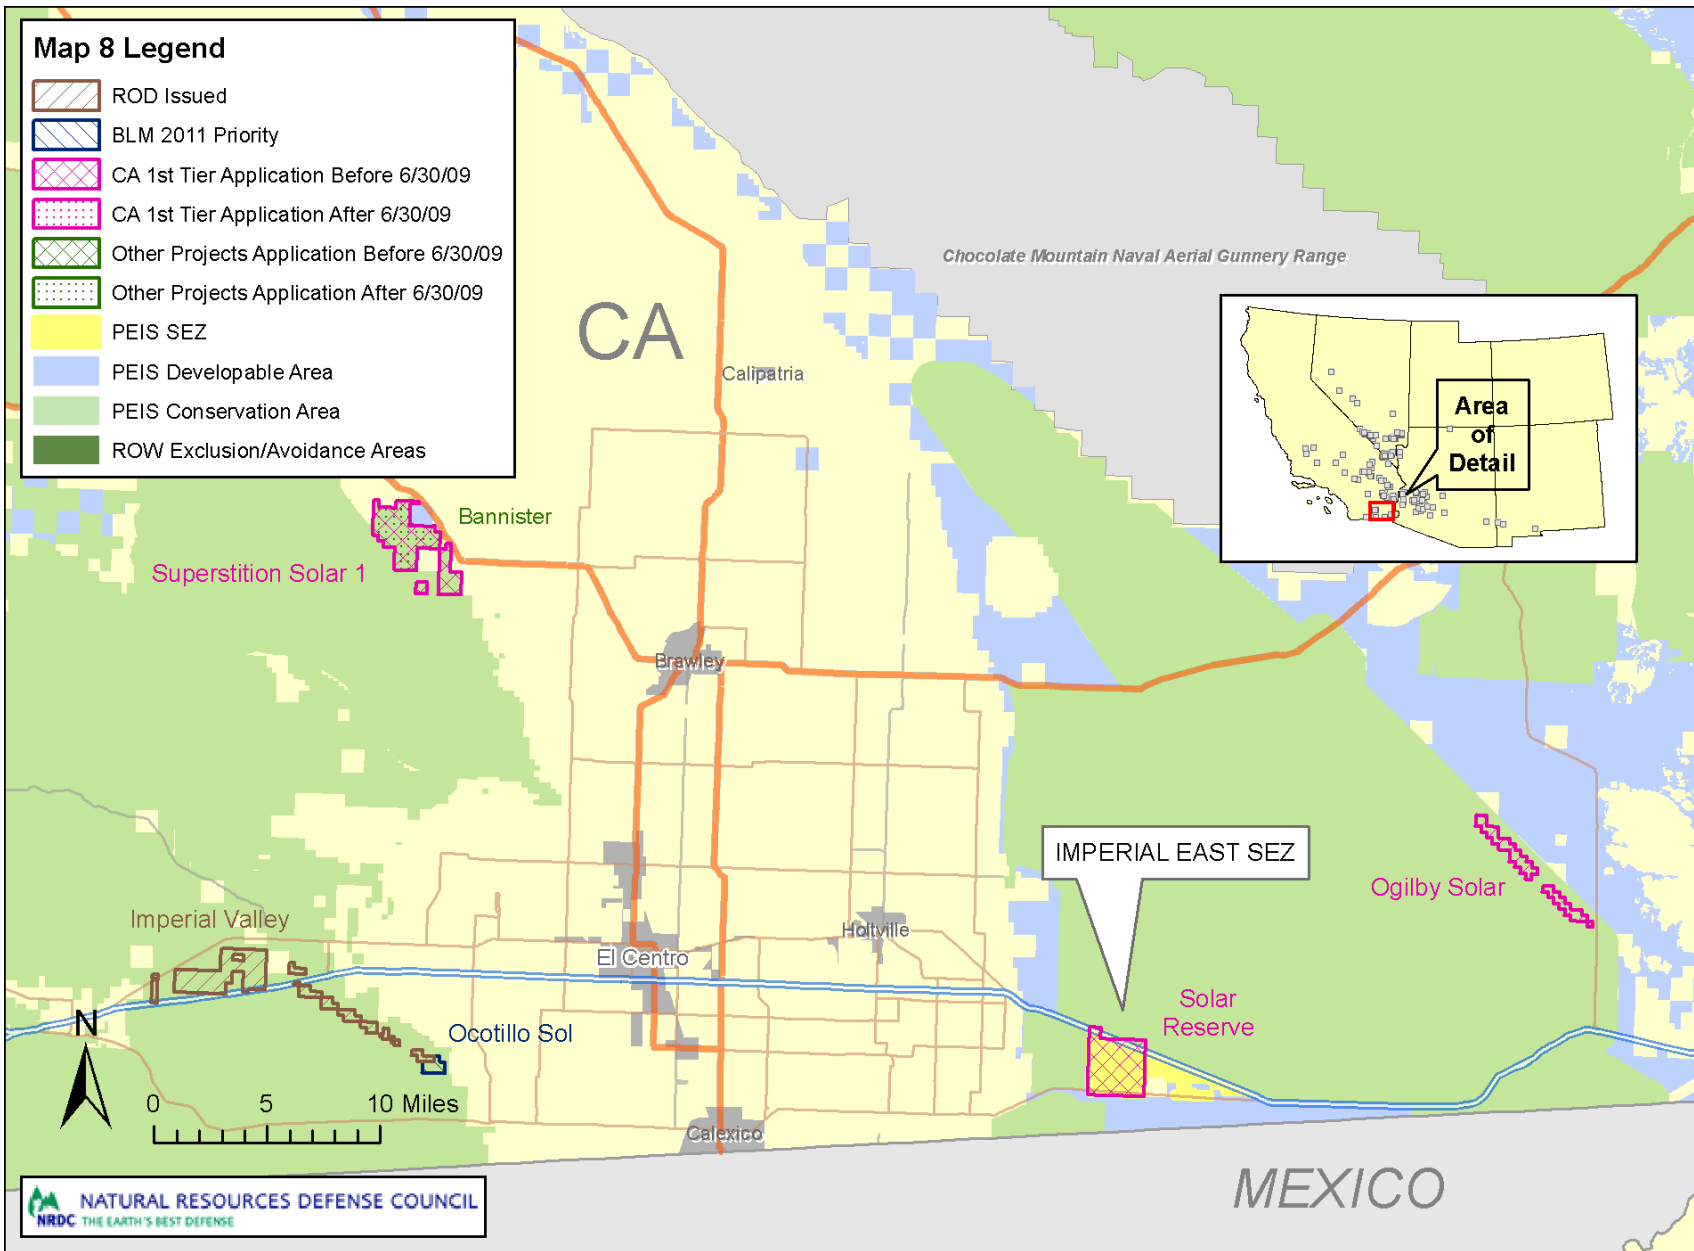 Map 8 Legend
ROD Issued
BLM 2011 Priority
CA 1st Tier Application Before 6/30/09
CA 1st Tier Application After 6/30/09
Other Projects Application Before 6/30/09
Other Projects Application After 6/30/09
PEIS SEZ
PEIS Developable Area
PEIS Conservation Area
ROW Exclusion/Avoidance Areas
Chocolate Mountain Naval Aerial Gunnery Range
CA
Calipatria
Area
of
Detail
Bannister
Superstition Solar 1
Brawley
IMPERIAL EAST SEZ
Ogilby Solar
Imperial Valley
Holtville
El Centro
Solar
Reserve
N
Ocotillo Sol
0 5 10 Miles
Calexico
MEXICO
NATURAL RESOURCES DEFENSE COUNCIL
NRDC THE EARTH'S BEST DEFENSE